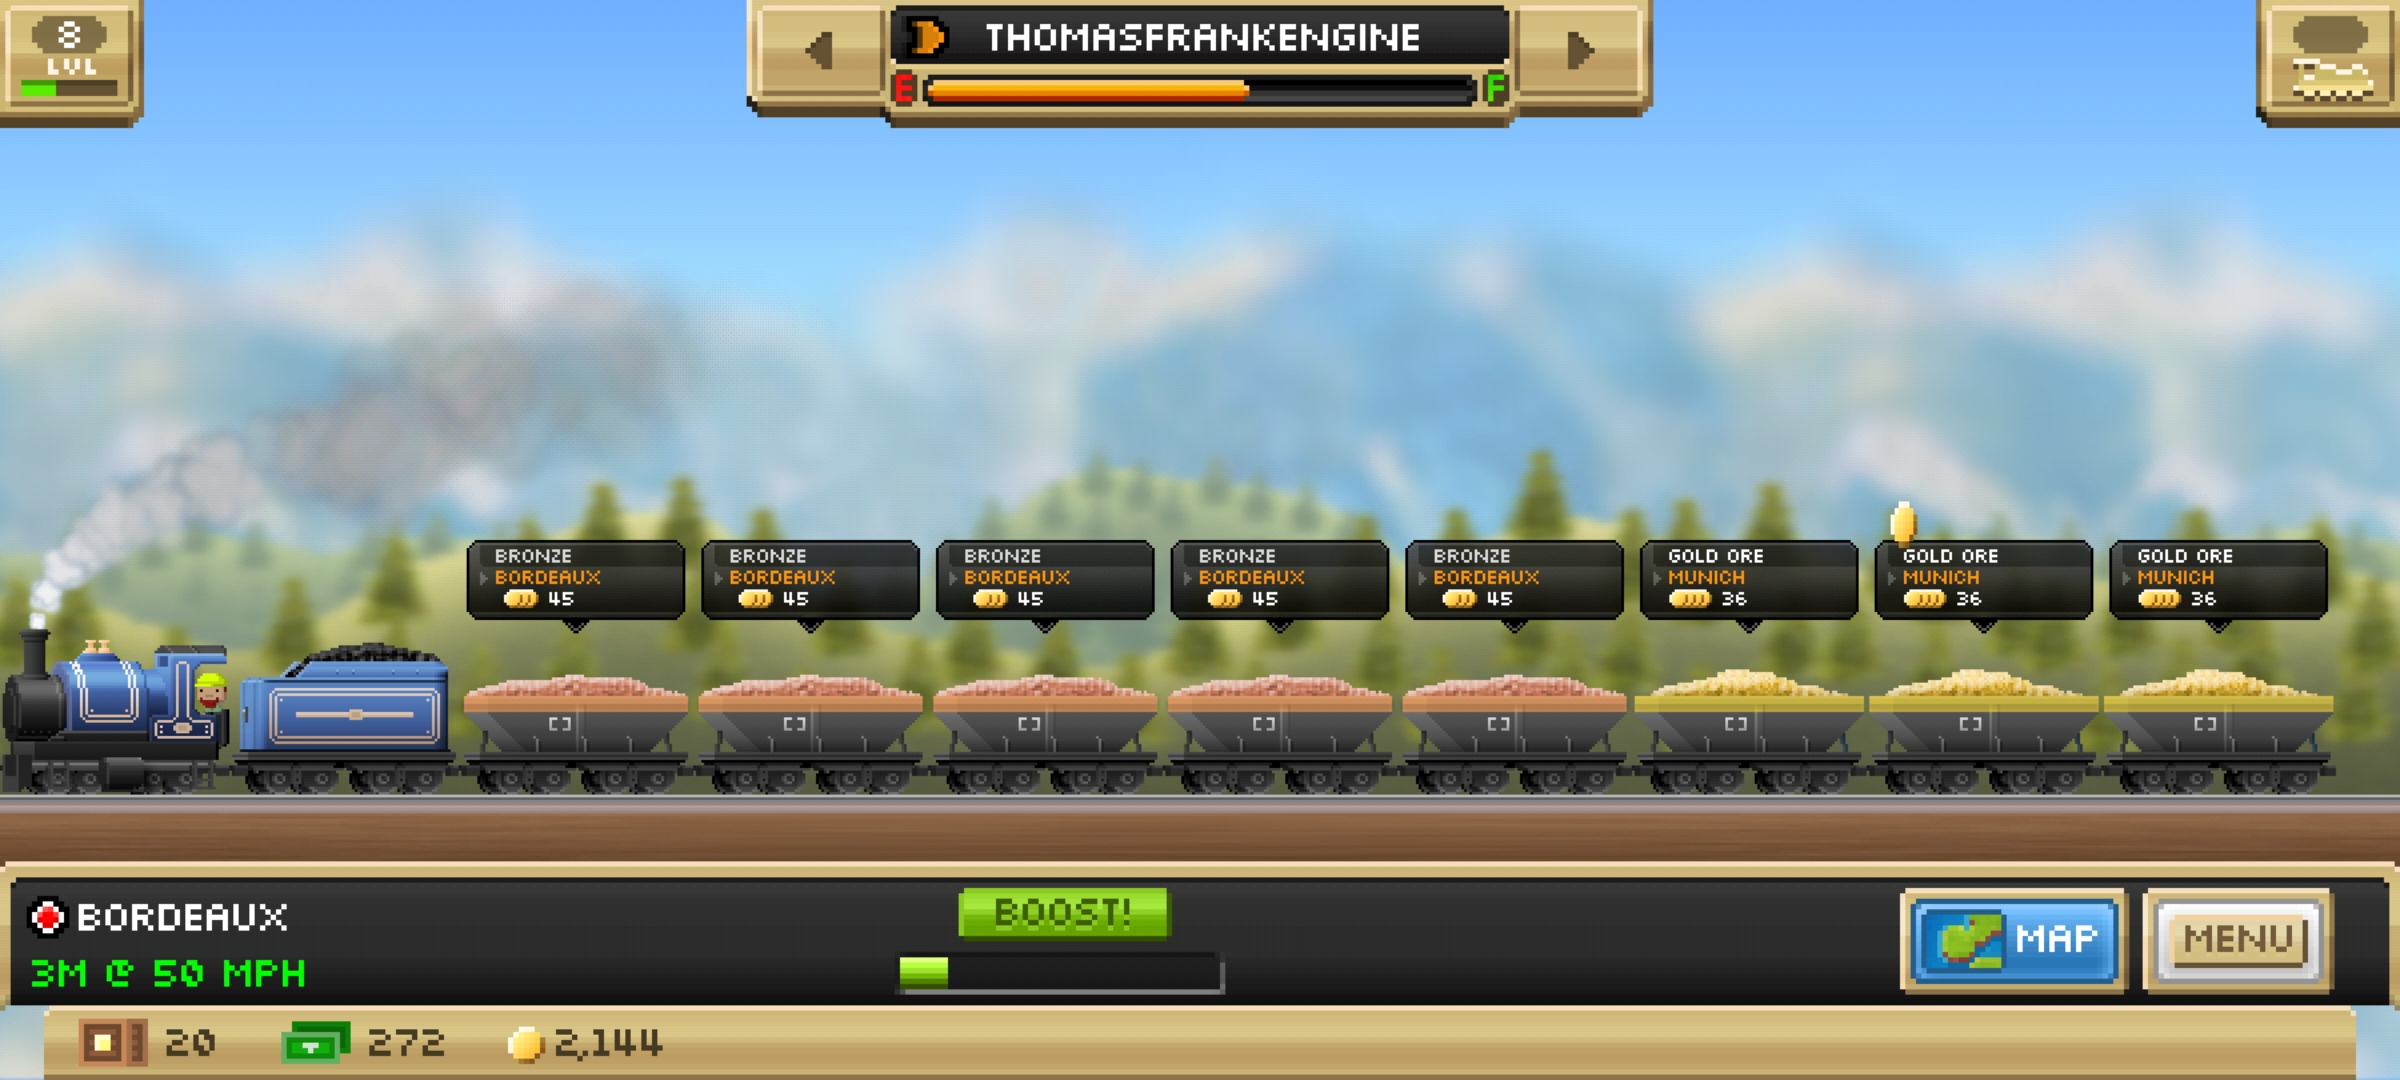 8
LVL
THOMASFRANKENGINE
E F
BRONZE
BORDEAUX
45
BRONZE
BORDEAUX
45
BRONZE
BORDEAUX
45
BRONZE
BORDEAUX
45
BRONZE
BORDEAUX
45
GOLD ORE
MUNICH
36
GOLD ORE
MUNICH
36
GOLD ORE
MUNICH
36
BORDEAUX
3M @ 50 MPH
BOOST!
MAP
MENU
20
272
2,144